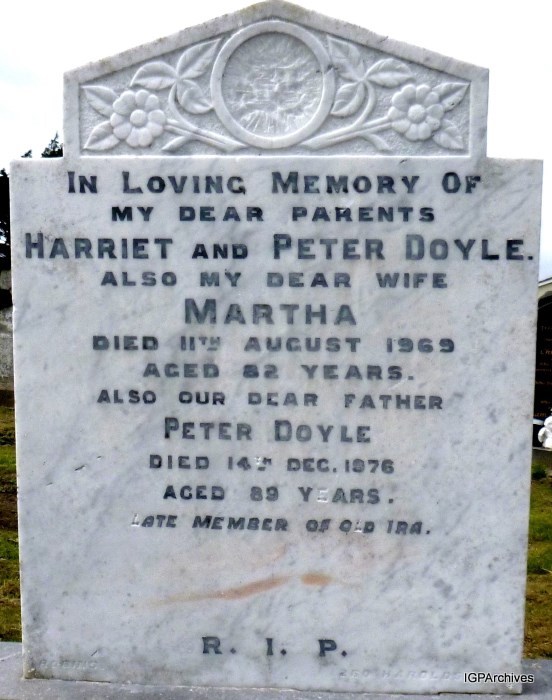 IN LOVING MEMORY OF
MY DEAR PARENTS
HARRIET AND PETER DOYLE.
ALSO MY DEAR WIFE
MARTHA
DIED 11TH AUGUST 1969
AGED 82 YEARS.
ALSO OUR DEAR FATHER
PETER DOYLE
DIED 14TH DEC. 1976
AGED 89 YEARS.
LATE MEMBER OF OLD IRA.
R. I. P.
IGPArchives